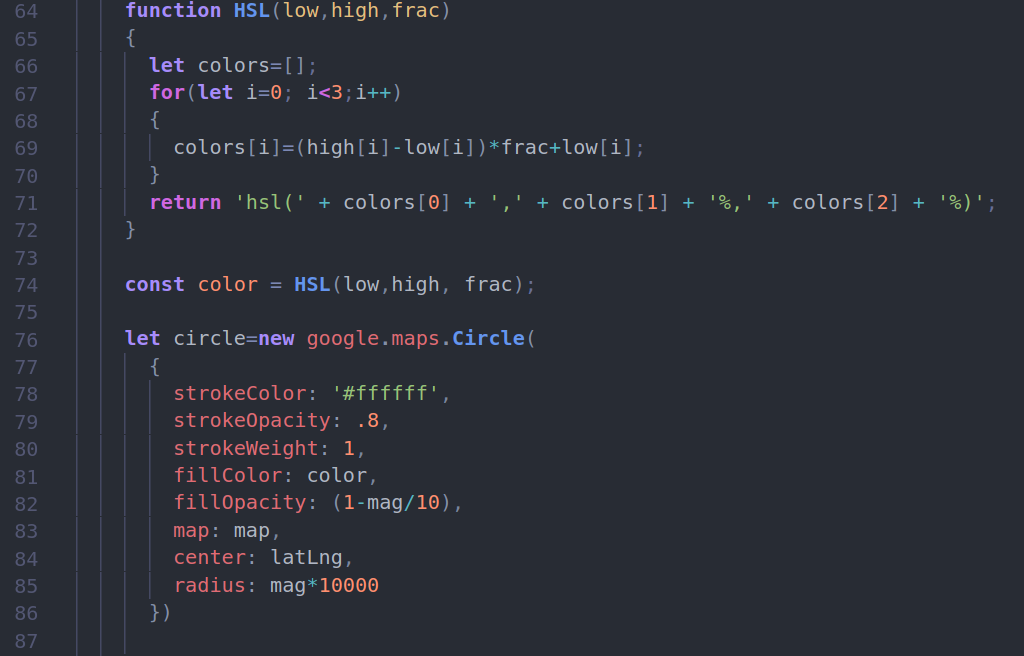 64 function HSL(low,high,frac)
65 {
66 let colors=[];
67 for(let i=0; i<3;i++)
68 {
69 colors[i]=(high[i]-low[i])*frac+low[i];
70 }
71 return 'hsl(' + colors[0] + ',' + colors[1] + '%,' + colors[2] + '%)';
72 }
73
74 const color = HSL(low,high, frac);
75
76 let circle=new google.maps.Circle(
77 {
78 strokeColor: '#ffffff',
79 strokeOpacity: .8,
80 strokeWeight: 1,
81 fillColor: color,
82 fillOpacity: (1-mag/10),
83 map: map,
84 center: latLng,
85 radius: mag*10000
86 })
87